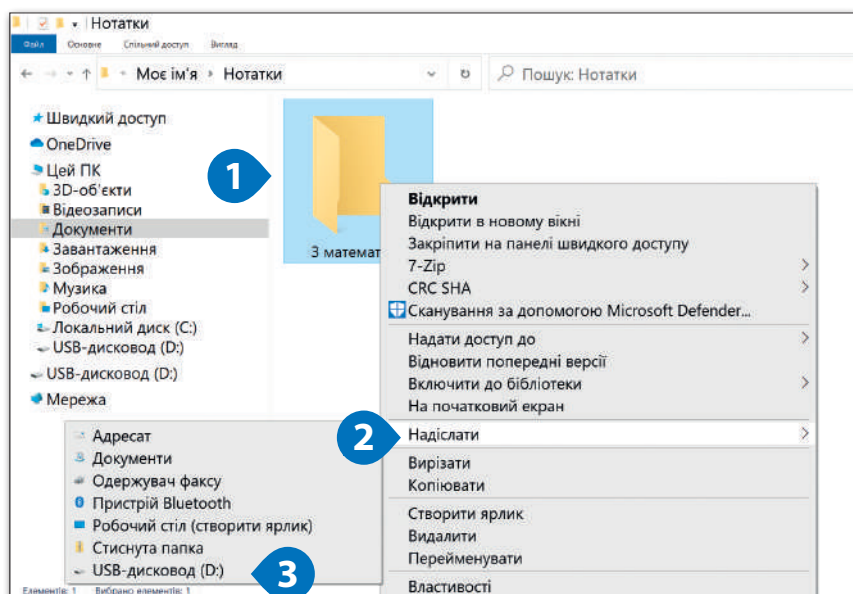 Нотатки
Файл Основне Спільний доступ Вигляд
Моє ім'я Нотатки
Пошук: Нотатки
Швидкий доступ
OneDrive
Цей ПК
3D-об'єкти
Відеозаписи
Документи
Завантаження
Зображення
Музика
Робочий стіл
Локальний диск (C:)
USB-дисковод (D:)
USB-дисковод (D:)
Мережа
1
З математ
Відкрити
Відкрити в новому вікні
Закріпити на панелі швидкого доступу
7-Zip
CRC SHA
Сканування за допомогою Microsoft Defender...
Надати доступ до
Відновити попередні версії
Включити до бібліотеки
На початковий екран
2
Надіслати
Вирізати
Копіювати
Створити ярлик
Видалити
Перейменувати
Властивості
Адресат
Документи
Одержувач факсу
Пристрій Bluetooth
Робочий стіл (створити ярлик)
Стиснута папка
USB-дисковод (D:)
3
Елементів: 1 Вибрано елементів: 1